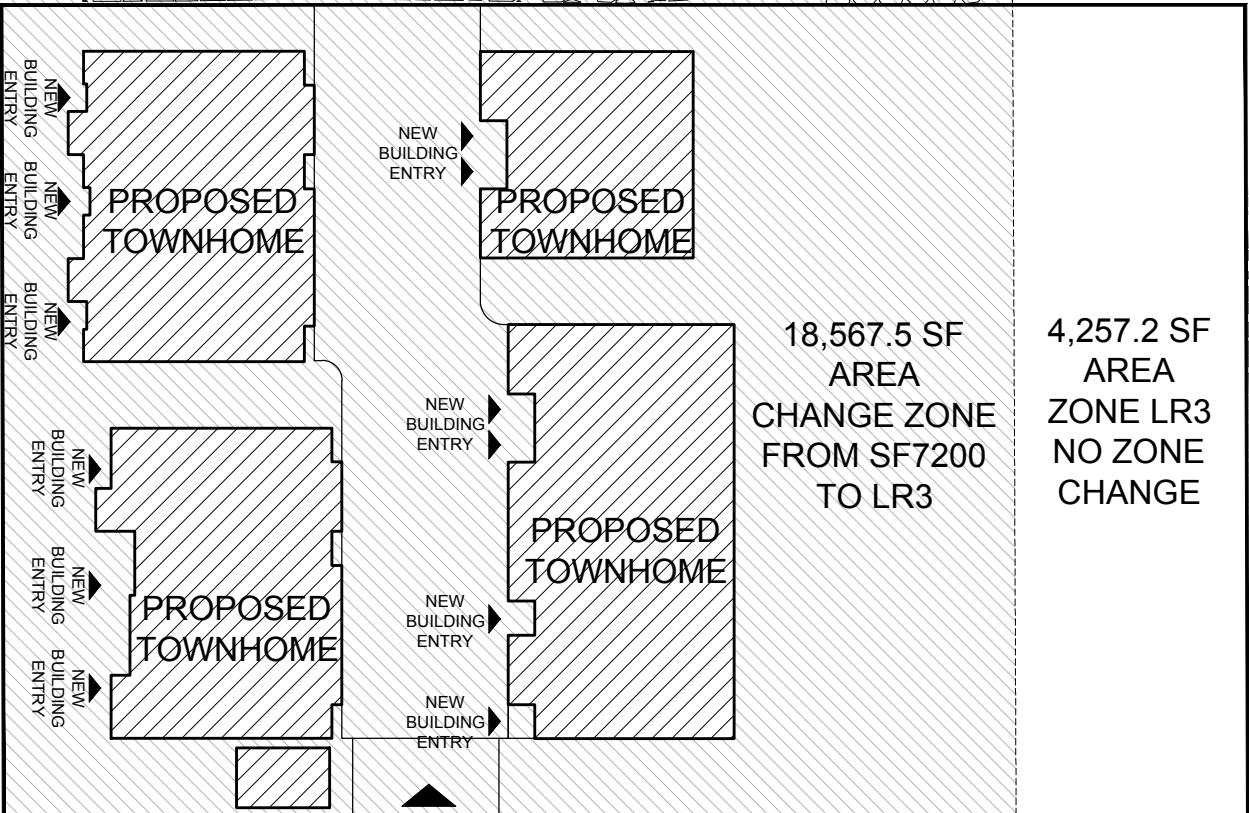 NEW
BUILDING
ENTRY
NEW
BUILDING
ENTRY
NEW
BUILDING
ENTRY
PROPOSED
TOWNHOME
NEW
BUILDING
ENTRY
PROPOSED
TOWNHOME
NEW
BUILDING
ENTRY
NEW
BUILDING
ENTRY
NEW
BUILDING
ENTRY
PROPOSED
TOWNHOME
NEW
BUILDING
ENTRY
NEW
BUILDING
ENTRY
NEW
BUILDING
ENTRY
PROPOSED
TOWNHOME
18,567.5 SF
AREA
CHANGE ZONE
FROM SF7200
TO LR3
4,257.2 SF
AREA
ZONE LR3
NO ZONE
CHANGE